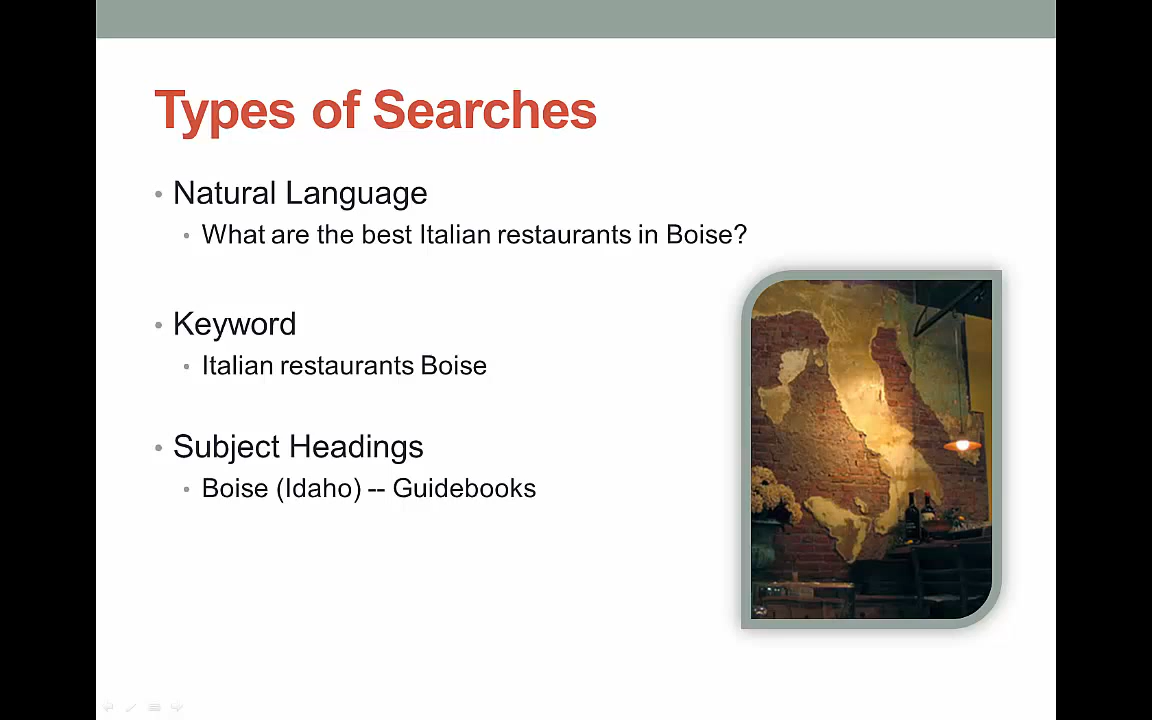 Types of Searches
• Natural Language
• What are the best Italian restaurants in Boise?
• Keyword
• Italian restaurants Boise
• Subject Headings
• Boise (Idaho) -- Guidebooks